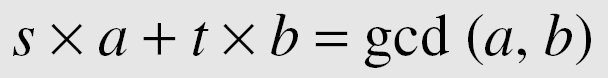 s × a + t × b = gcd (a, b)